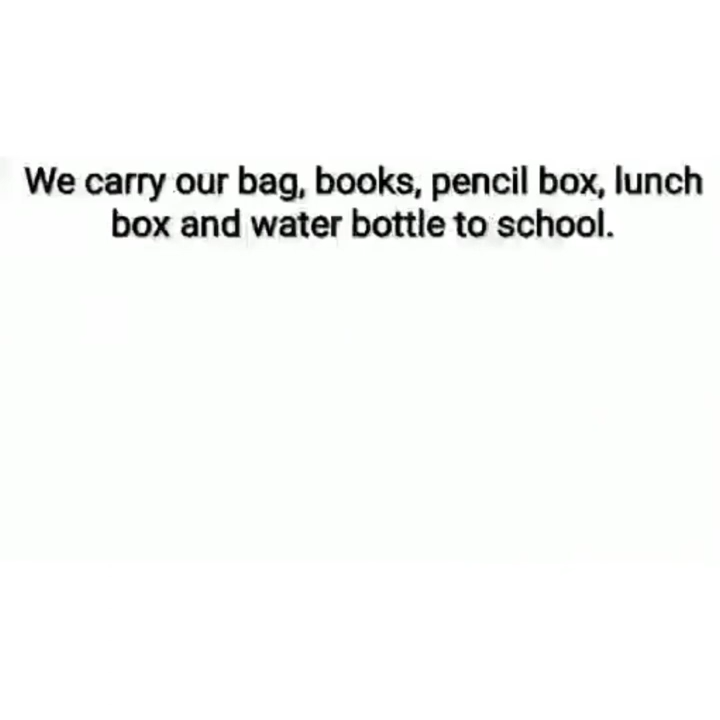 We carry our bag, books, pencil box, lunch
box and water bottle to school.